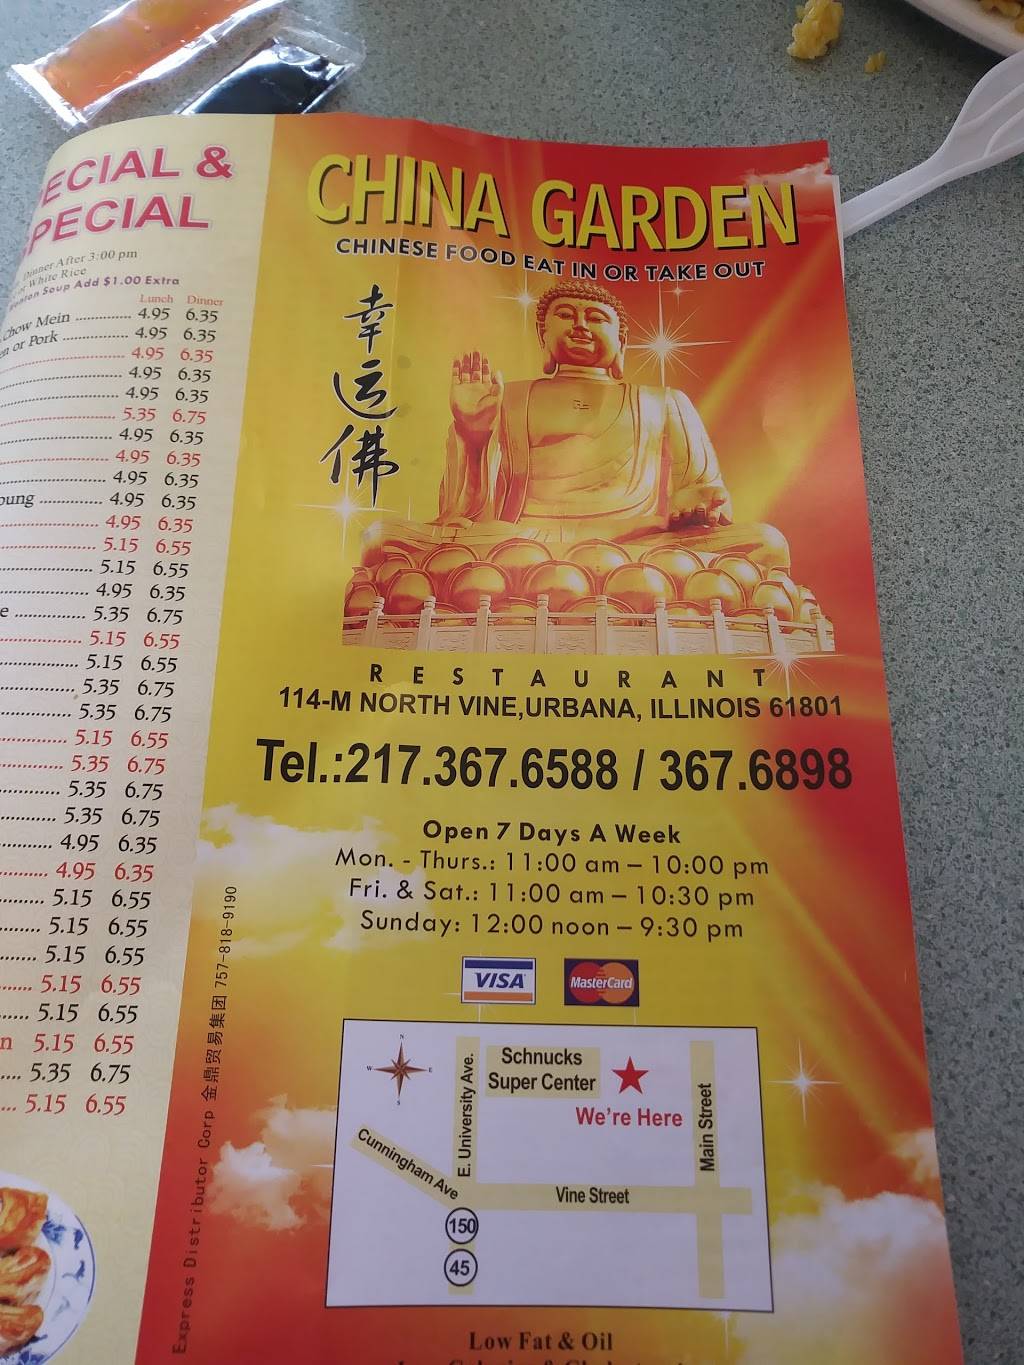 ECIAL &
PECIAL
Dinner After 3:00 pm
of White Rice
Wonton Soup Add $1.00 Extra
Lunch Dinner
Chow Mein .............. 4.95 6.35
or Pork ................. 4.95 6.35
4.95 6.35
4.95 6.35
4.95 6.35
5.35 6.75
4.95 6.35
4.95 6.35
4.95 6.35
oung ............... 4.95 6.35
4.95 6.35
5.15 6.55
5.15 6.55
4.95 6.35
e ................ 5.35 6.75
5.15 6.55
5.15 6.55
5.35 6.75
5.35 6.75
5.15 6.55
5.35 6.75
5.35 6.75
5.35 6.75
4.95 6.35
4.95 6.35
5.15 6.55
5.15 6.55
5.15 6.55
5.15 6.55
5.15 6.55
n 5.15 6.55
5.35 6.75
5.15 6.55
CHINA GARDEN
CHINESE FOOD EAT IN OR TAKE OUT
幸运佛
RESTAURANT
114-M NORTH VINE,URBANA, ILLINOIS 61801
Tel.:217.367.6588 / 367.6898
Open 7 Days A Week
Mon. - Thurs.: 11:00 am – 10:00 pm
Fri. & Sat.: 11:00 am – 10:30 pm
Sunday: 12:00 noon – 9:30 pm
VISA
MasterCard
N
W E
S
E. University Ave.
Schnucks
Super Center
We're Here
Main Street
Cunningham Ave
Vine Street
150
45
Low Fat & Oil
Express Distributor Corp 金鼎贸易集团 757-818-9190